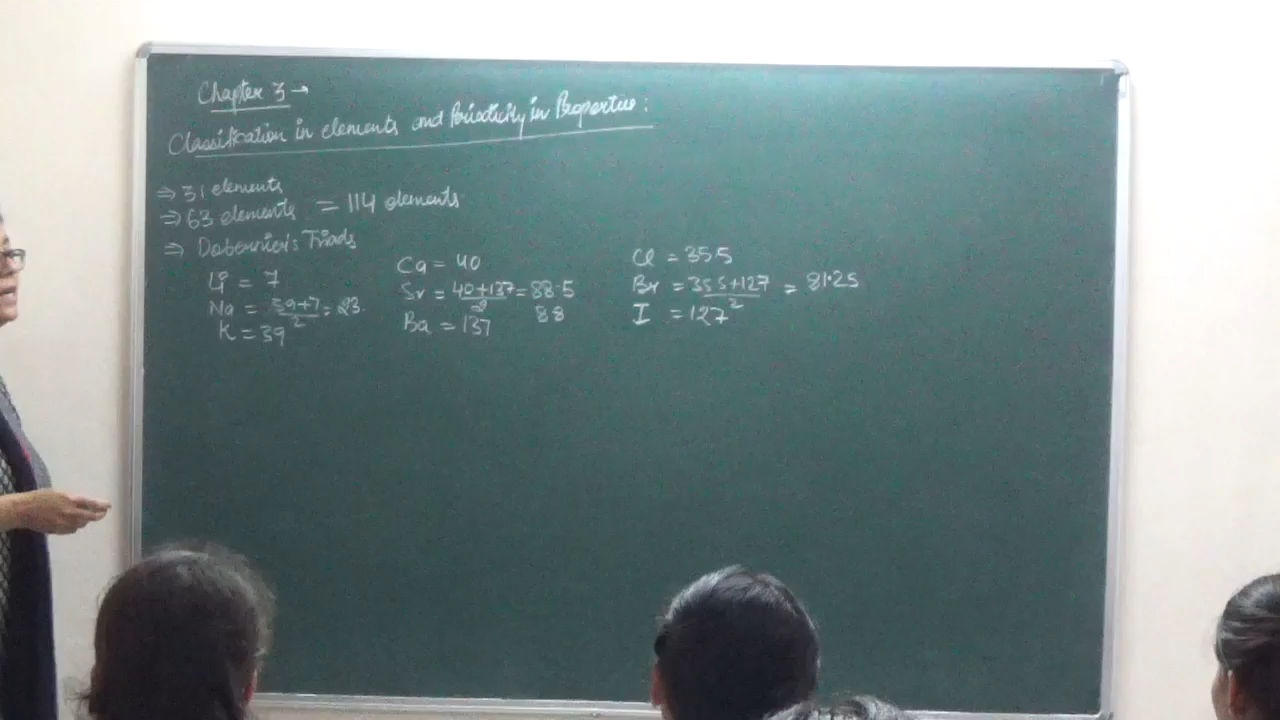 Chapter 3 →
Classification in elements and Periodicity in Properties:
⇒ 31 elements
⇒ 63 elements = 114 elements
⇒ Dobernier's Triads
Li = 7
Na = 39+7/2 = 23.
K = 39
Ca = 40
Sr = 40+137/2 = 88.5
88
Ba = 137
Cl = 35.5
Br = 35.5+127/2 = 81.25
I = 127